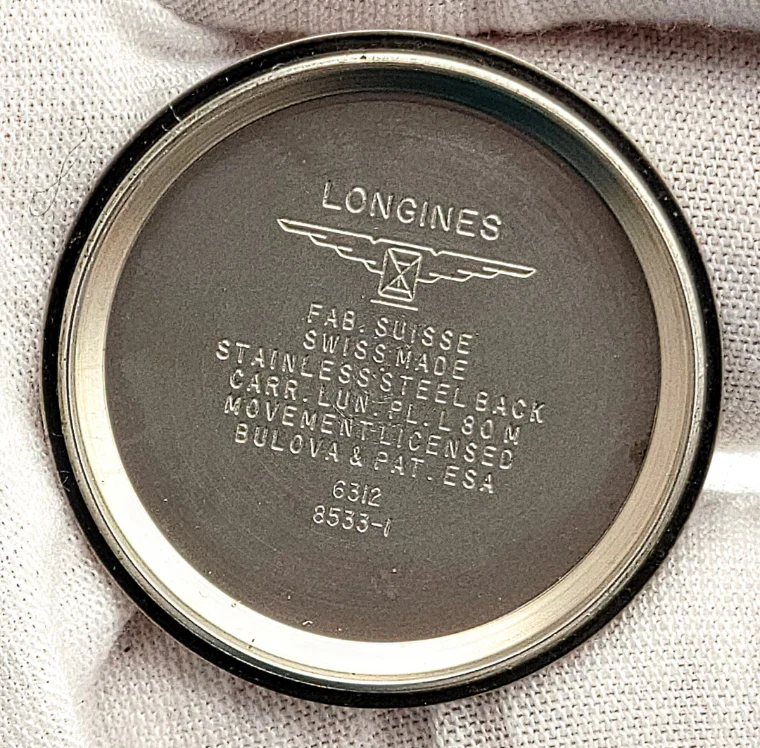 LONGINES
FAB. SUISSE
SWISS MADE
STAINLESS STEEL BACK
CARR. LUN. PL. L 80 M
MOVEMENT LICENSED
BULOVA & PAT. ESA
6312
8533-1